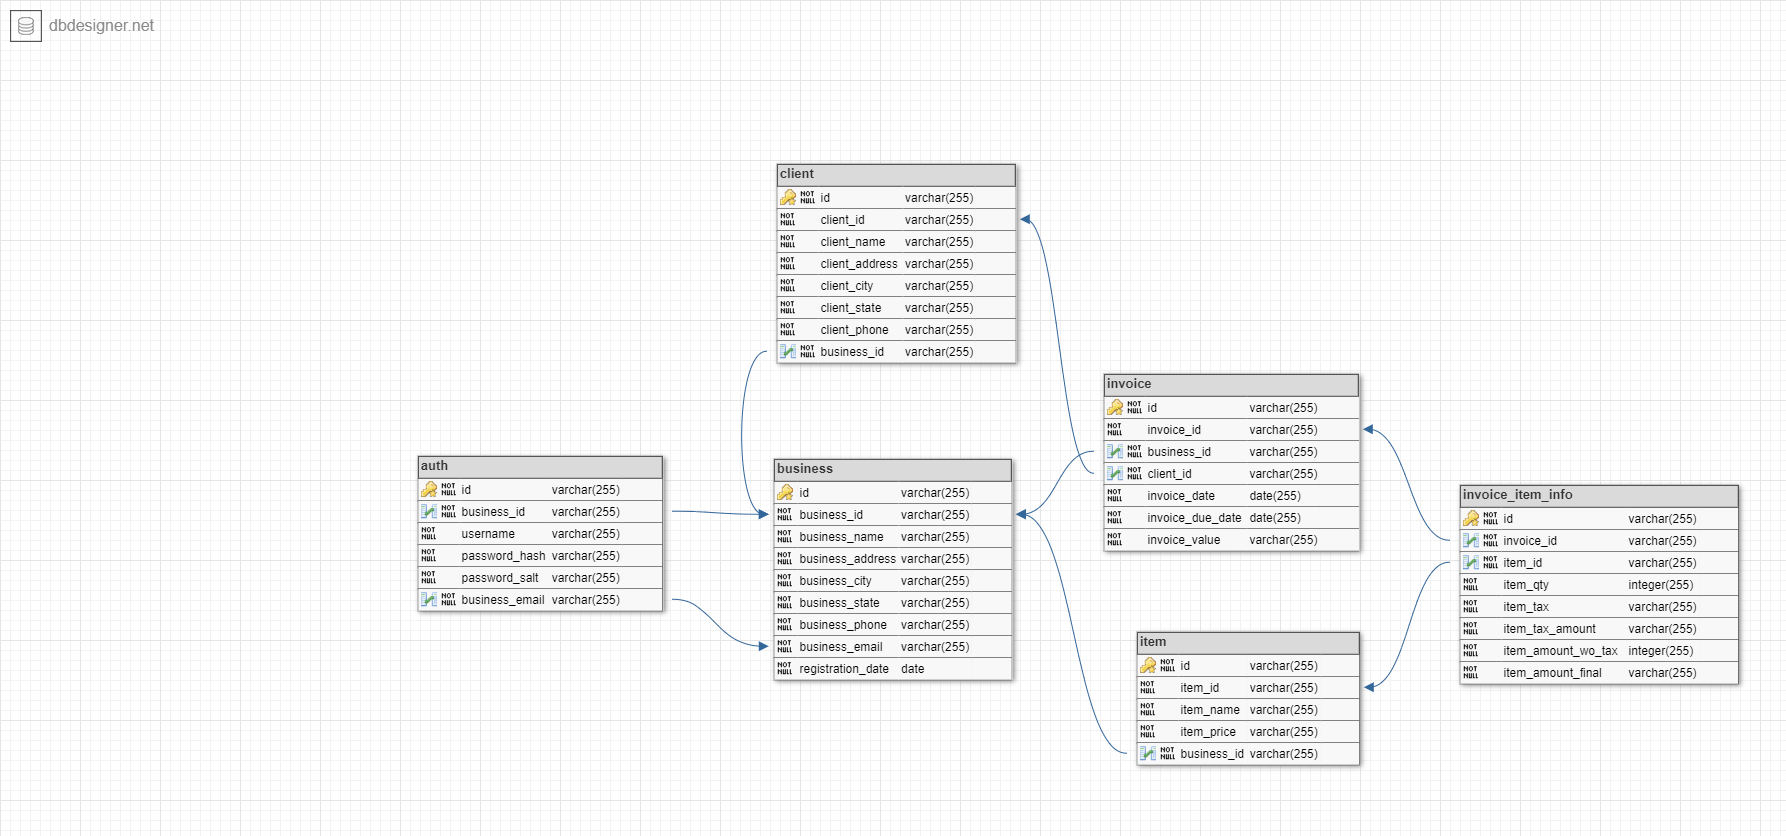 dbdesigner.net
client
NOT NULL id varchar(255)
NOT NULL client_id varchar(255)
NOT NULL client_name varchar(255)
NOT NULL client_address varchar(255)
NOT NULL client_city varchar(255)
NOT NULL client_state varchar(255)
NOT NULL client_phone varchar(255)
NOT NULL business_id varchar(255)
auth
NOT NULL id varchar(255)
NOT NULL business_id varchar(255)
NOT NULL username varchar(255)
NOT NULL password_hash varchar(255)
NOT NULL password_salt varchar(255)
NOT NULL business_email varchar(255)
business
NOT NULL id varchar(255)
NOT NULL business_id varchar(255)
NOT NULL business_name varchar(255)
NOT NULL business_address varchar(255)
NOT NULL business_city varchar(255)
NOT NULL business_state varchar(255)
NOT NULL business_phone varchar(255)
NOT NULL business_email varchar(255)
NOT NULL registration_date date
invoice
NOT NULL id varchar(255)
NOT NULL invoice_id varchar(255)
NOT NULL business_id varchar(255)
NOT NULL client_id varchar(255)
NOT NULL invoice_date date(255)
NOT NULL invoice_due_date date(255)
NOT NULL invoice_value varchar(255)
item
NOT NULL id varchar(255)
NOT NULL item_id varchar(255)
NOT NULL item_name varchar(255)
NOT NULL item_price varchar(255)
NOT NULL business_id varchar(255)
invoice_item_info
NOT NULL id varchar(255)
NOT NULL invoice_id varchar(255)
NOT NULL item_id varchar(255)
NOT NULL item_qty integer(255)
NOT NULL item_tax varchar(255)
NOT NULL item_tax_amount varchar(255)
NOT NULL item_amount_wo_tax integer(255)
NOT NULL item_amount_final varchar(255)